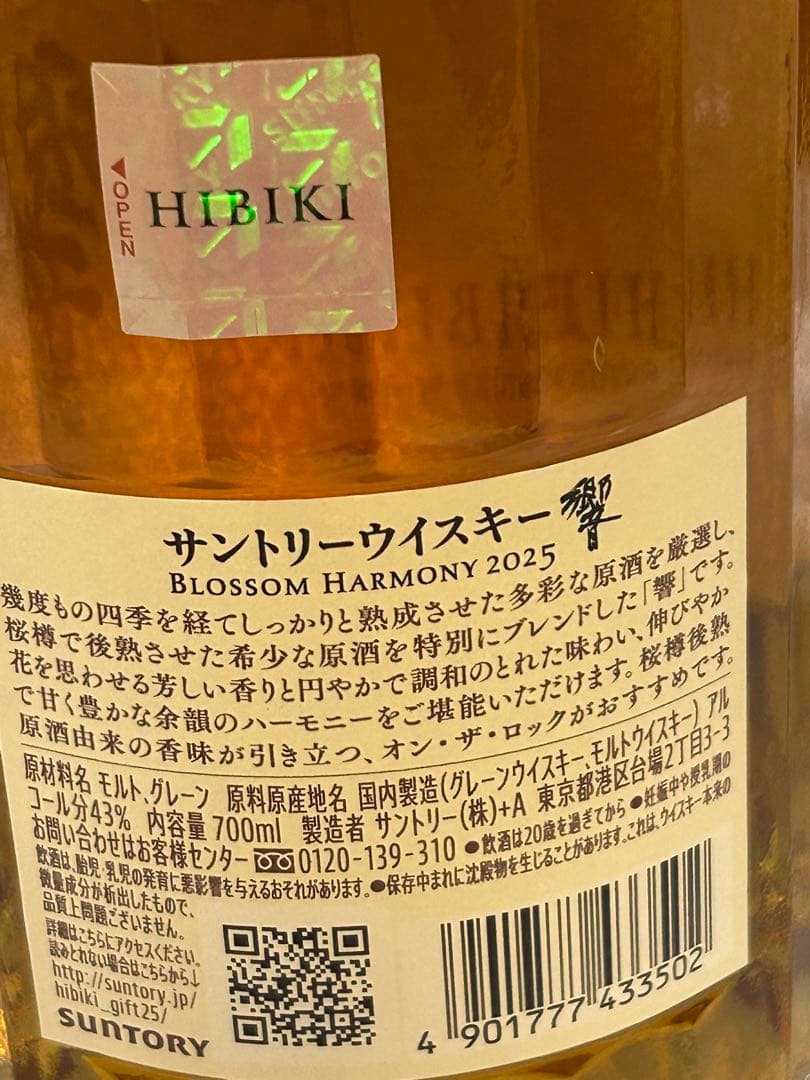 ◀OPEN
HIBIKI
サントリーウイスキー 響
BLOSSOM HARMONY 2025
幾度もの四季を経てしっかりと熟成させた多彩な原酒を厳選し、
桜樽で後熟させた希少な原酒を特別にブレンドした「響」です。
花を思わせる芳しい香りと円やかで調和のとれた味わい、伸びやか
で甘く豊かな余韻のハーモニーをご堪能いただけます。桜樽後熟
原酒由来の香味が引き立つ、オン・ザ・ロックがおすすめです。
原材料名 モルト、グレーン 原料原産地名 国内製造(グレーンウイスキー、モルトウイスキー) アル
コール分43% 内容量 700ml 製造者 サントリー(株)+A 東京都港区台場2丁目3-3
お問い合わせはお客様センター 0120-139-310 ●飲酒は20歳を過ぎてから ●妊娠中や授乳期の
飲酒は、胎児・乳児の発育に悪影響を与えるおそれがあります。●保存中まれに沈殿物を生じることがあります。これは、ウイスキー本来の
微量成分が析出したもので、
品質上問題ございません。
詳細はこちらにアクセスください。
読みとれない場合はこちらから↓
http://suntory.jp/
hibiki_gift25/
SUNTORY
4 901777 433502